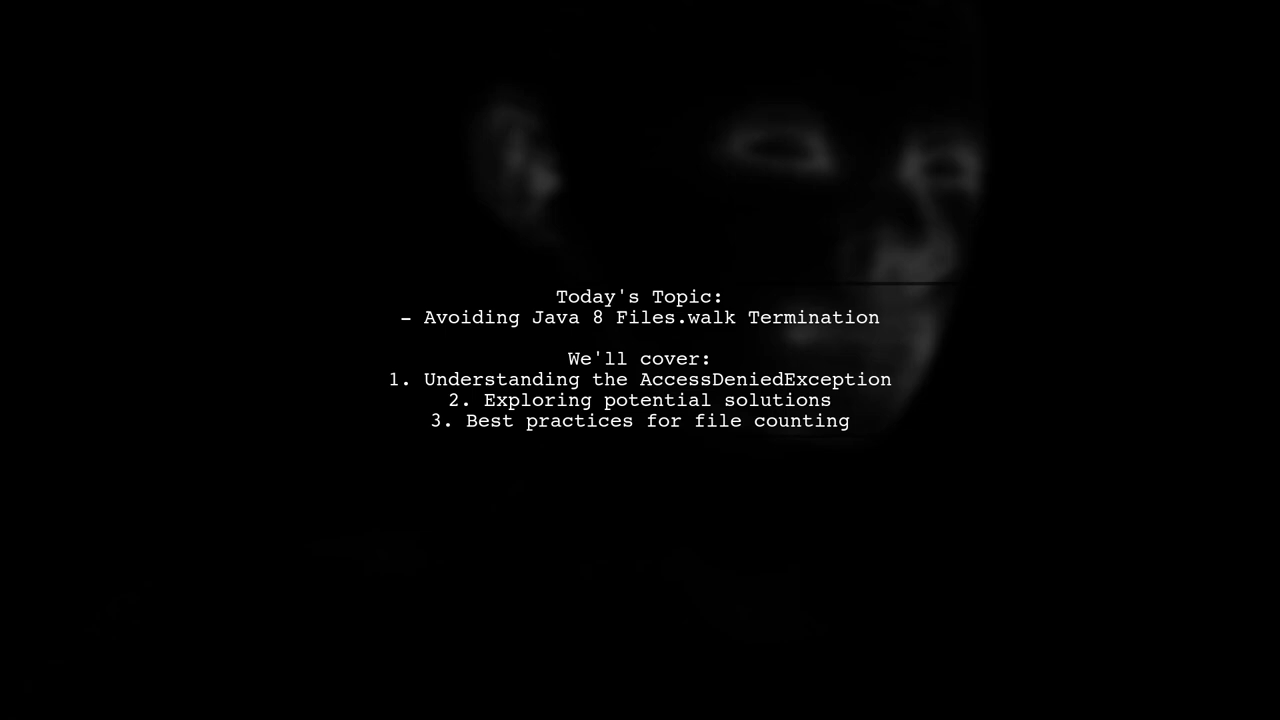 Today's Topic:
- Avoiding Java 8 Files.walk Termination
We'll cover:
1. Understanding the AccessDeniedException
2. Exploring potential solutions
3. Best practices for file counting